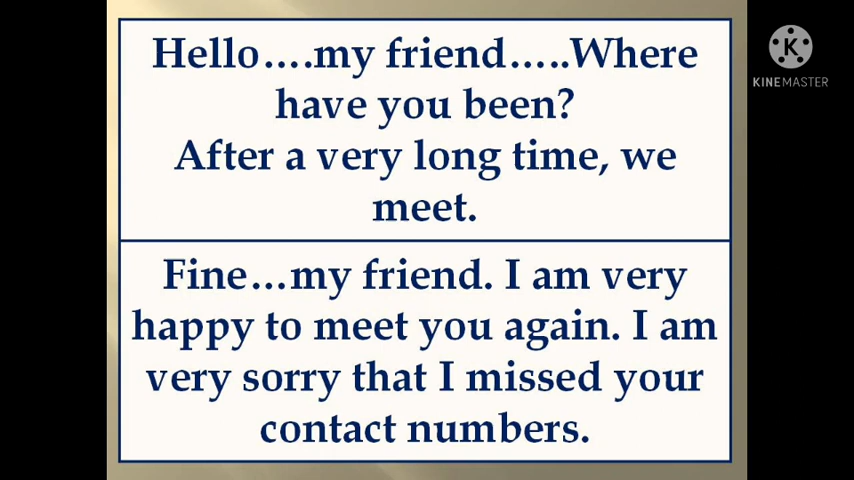 Hello….my friend…..Where
have you been?
After a very long time, we
meet.
Fine…my friend. I am very
happy to meet you again. I am
very sorry that I missed your
contact numbers.
K
KINEMASTER